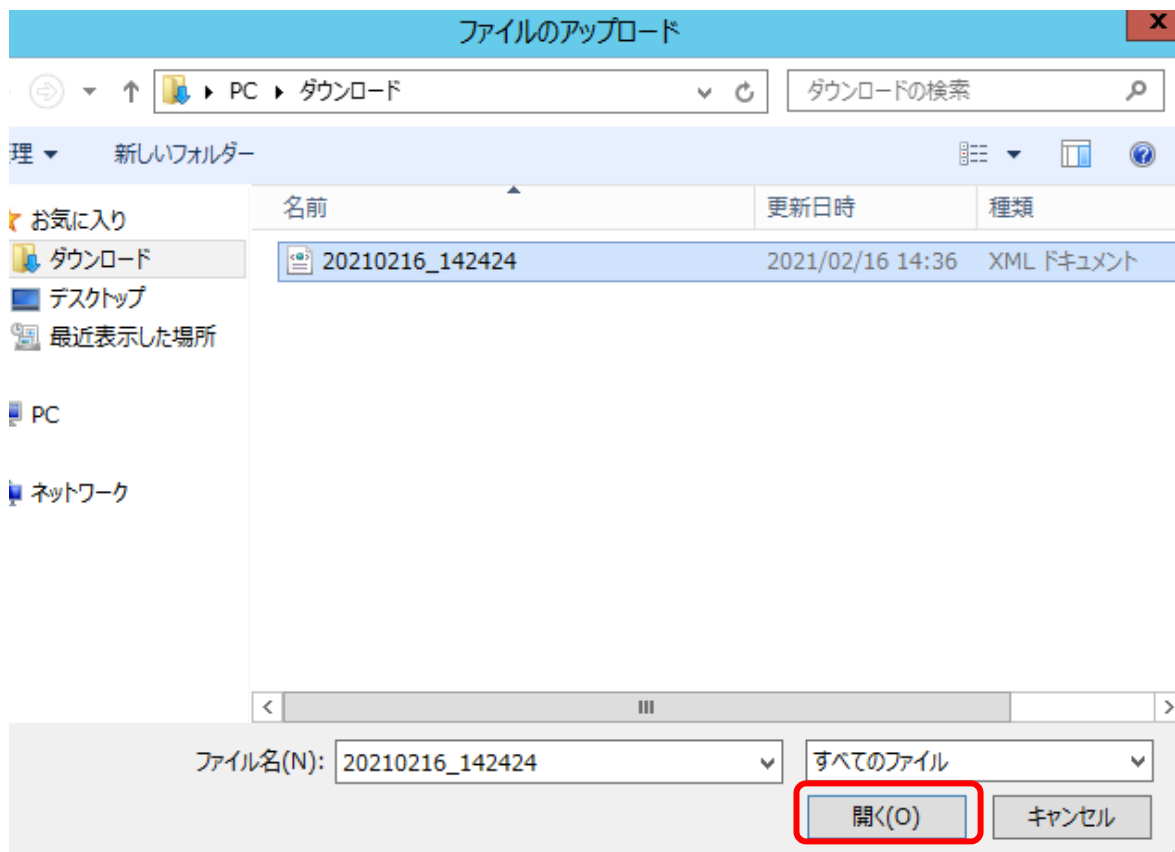 ファイルのアップロード
x
PC ダウンロード
ダウンロードの検索
理 新しいフォルダー
お気に入り
ダウンロード
デスクトップ
最近表示した場所
PC
ネットワーク
名前 更新日時 種類
20210216_142424 2021/02/16 14:36 XML ドキュメント
ファイル名(N): 20210216_142424 すべてのファイル
開く(O) キャンセル